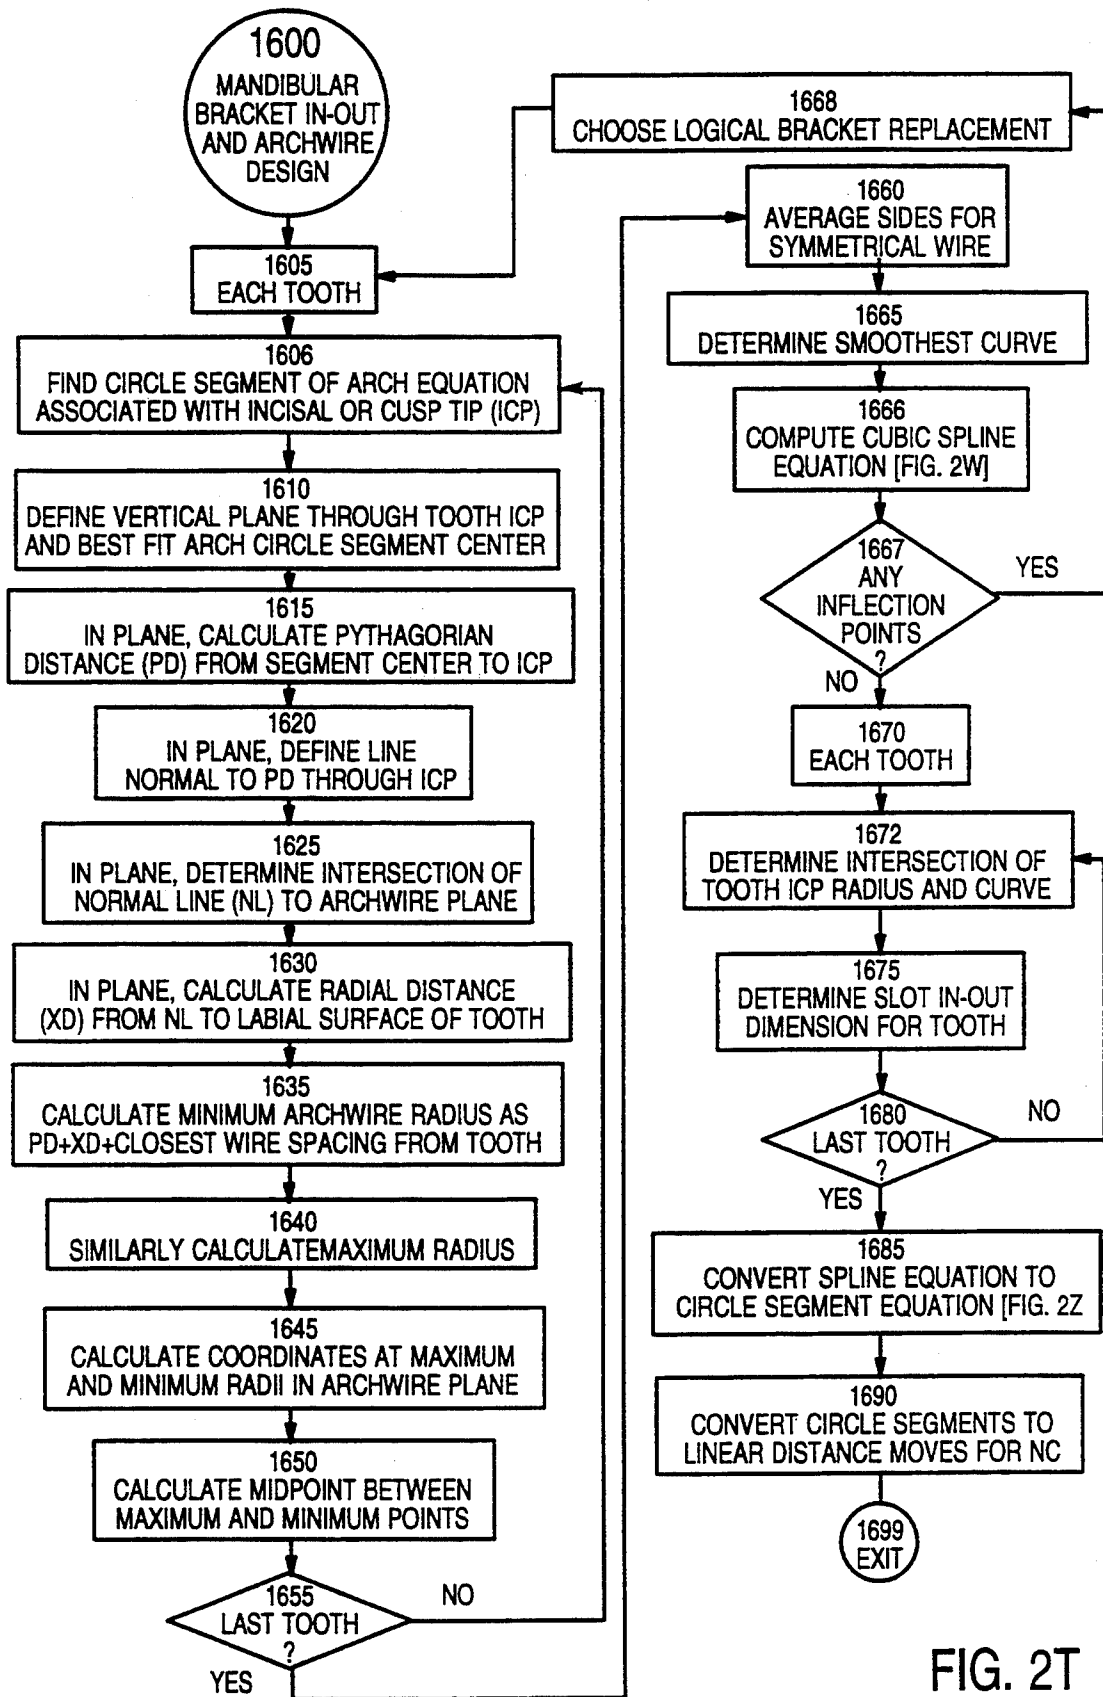 1600
MANDIBULAR
BRACKET IN-OUT
AND ARCHWIRE
DESIGN
1605
EACH TOOTH
1606
FIND CIRCLE SEGMENT OF ARCH EQUATION
ASSOCIATED WITH INCISAL OR CUSP TIP (ICP)
1610
DEFINE VERTICAL PLANE THROUGH TOOTH ICP
AND BEST FIT ARCH CIRCLE SEGMENT CENTER
1615
IN PLANE, CALCULATE PYTHAGORIAN
DISTANCE (PD) FROM SEGMENT CENTER TO ICP
1620
IN PLANE, DEFINE LINE
NORMAL TO PD THROUGH ICP
1625
IN PLANE, DETERMINE INTERSECTION OF
NORMAL LINE (NL) TO ARCHWIRE PLANE
1630
IN PLANE, CALCULATE RADIAL DISTANCE
(XD) FROM NL TO LABIAL SURFACE OF TOOTH
1635
CALCULATE MINIMUM ARCHWIRE RADIUS AS
PD+XD+CLOSEST WIRE SPACING FROM TOOTH
1640
SIMILARLY CALCULATEMAXIMUM RADIUS
1645
CALCULATE COORDINATES AT MAXIMUM
AND MINIMUM RADII IN ARCHWIRE PLANE
1650
CALCULATE MIDPOINT BETWEEN
MAXIMUM AND MINIMUM POINTS
1655
LAST TOOTH
?
NO
YES
1668
CHOOSE LOGICAL BRACKET REPLACEMENT
1660
AVERAGE SIDES FOR
SYMMETRICAL WIRE
1665
DETERMINE SMOOTHEST CURVE
1666
COMPUTE CUBIC SPLINE
EQUATION [FIG. 2W]
1667
ANY
INFLECTION
POINTS
?
YES
NO
1670
EACH TOOTH
1672
DETERMINE INTERSECTION OF
TOOTH ICP RADIUS AND CURVE
1675
DETERMINE SLOT IN-OUT
DIMENSION FOR TOOTH
1680
LAST TOOTH
?
NO
YES
1685
CONVERT SPLINE EQUATION TO
CIRCLE SEGMENT EQUATION [FIG. 2Z
1690
CONVERT CIRCLE SEGMENTS TO
LINEAR DISTANCE MOVES FOR NC
1699
EXIT
FIG. 2T